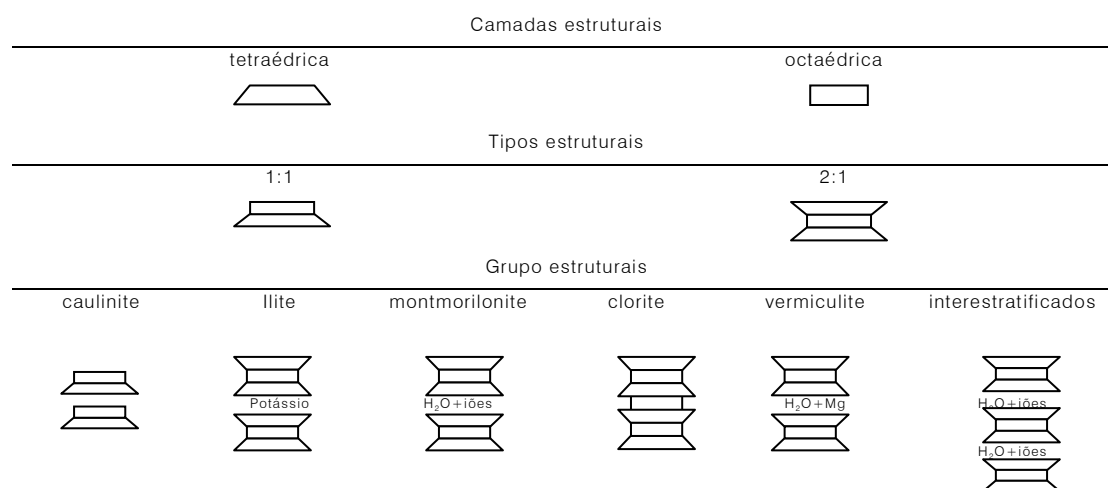 Camadas estruturais
tetraédrica octaédrica
Tipos estruturais
1:1 2:1
Grupo estruturais
caulinite Ilite montmorilonite clorite vermiculite interestratificados
Potássio H₂O+iões H₂O+Mg H₂O+iões
H₂O+iões